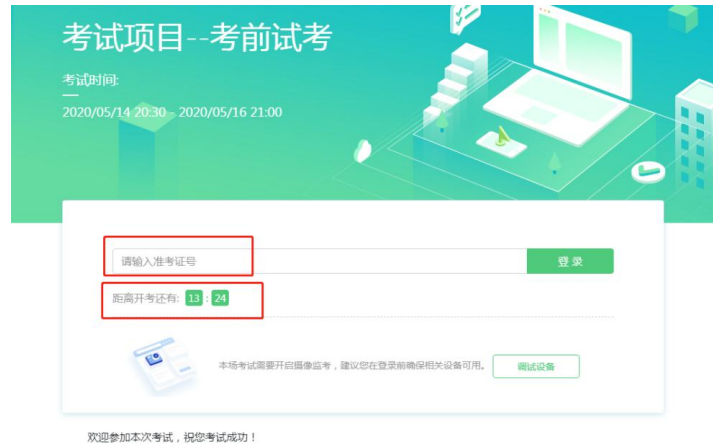 考试项目--考前试考
考试时间:
2020/05/14 20:30 - 2020/05/16 21:00
请输入准考证号
登 录
距离开考还有: 13 : 24
本场考试需要开启摄像监考，建议您在登录前确保相关设备可用。 调试设备
欢迎参加本次考试，祝您考试成功！